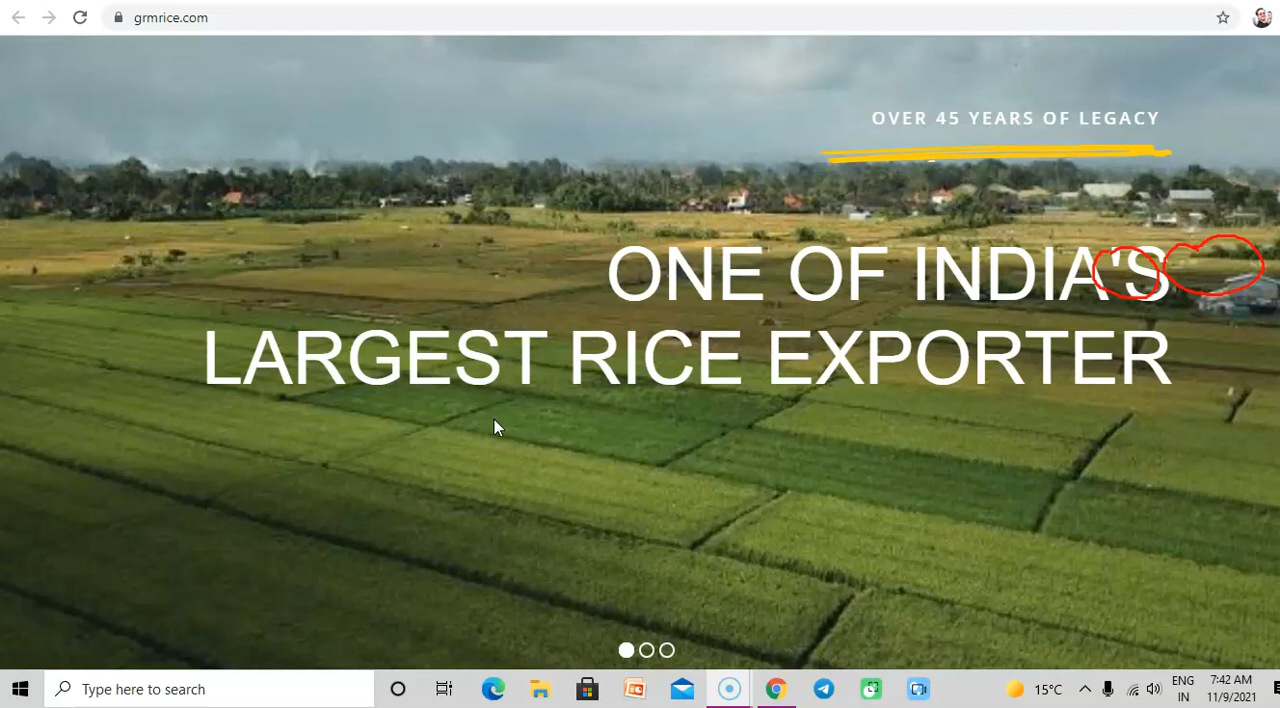 grmrice.com
OVER 45 YEARS OF LEGACY
ONE OF INDIA'S
LARGEST RICE EXPORTER
Type here to search
15°C
ENG
IN
7:42 AM
11/9/2021